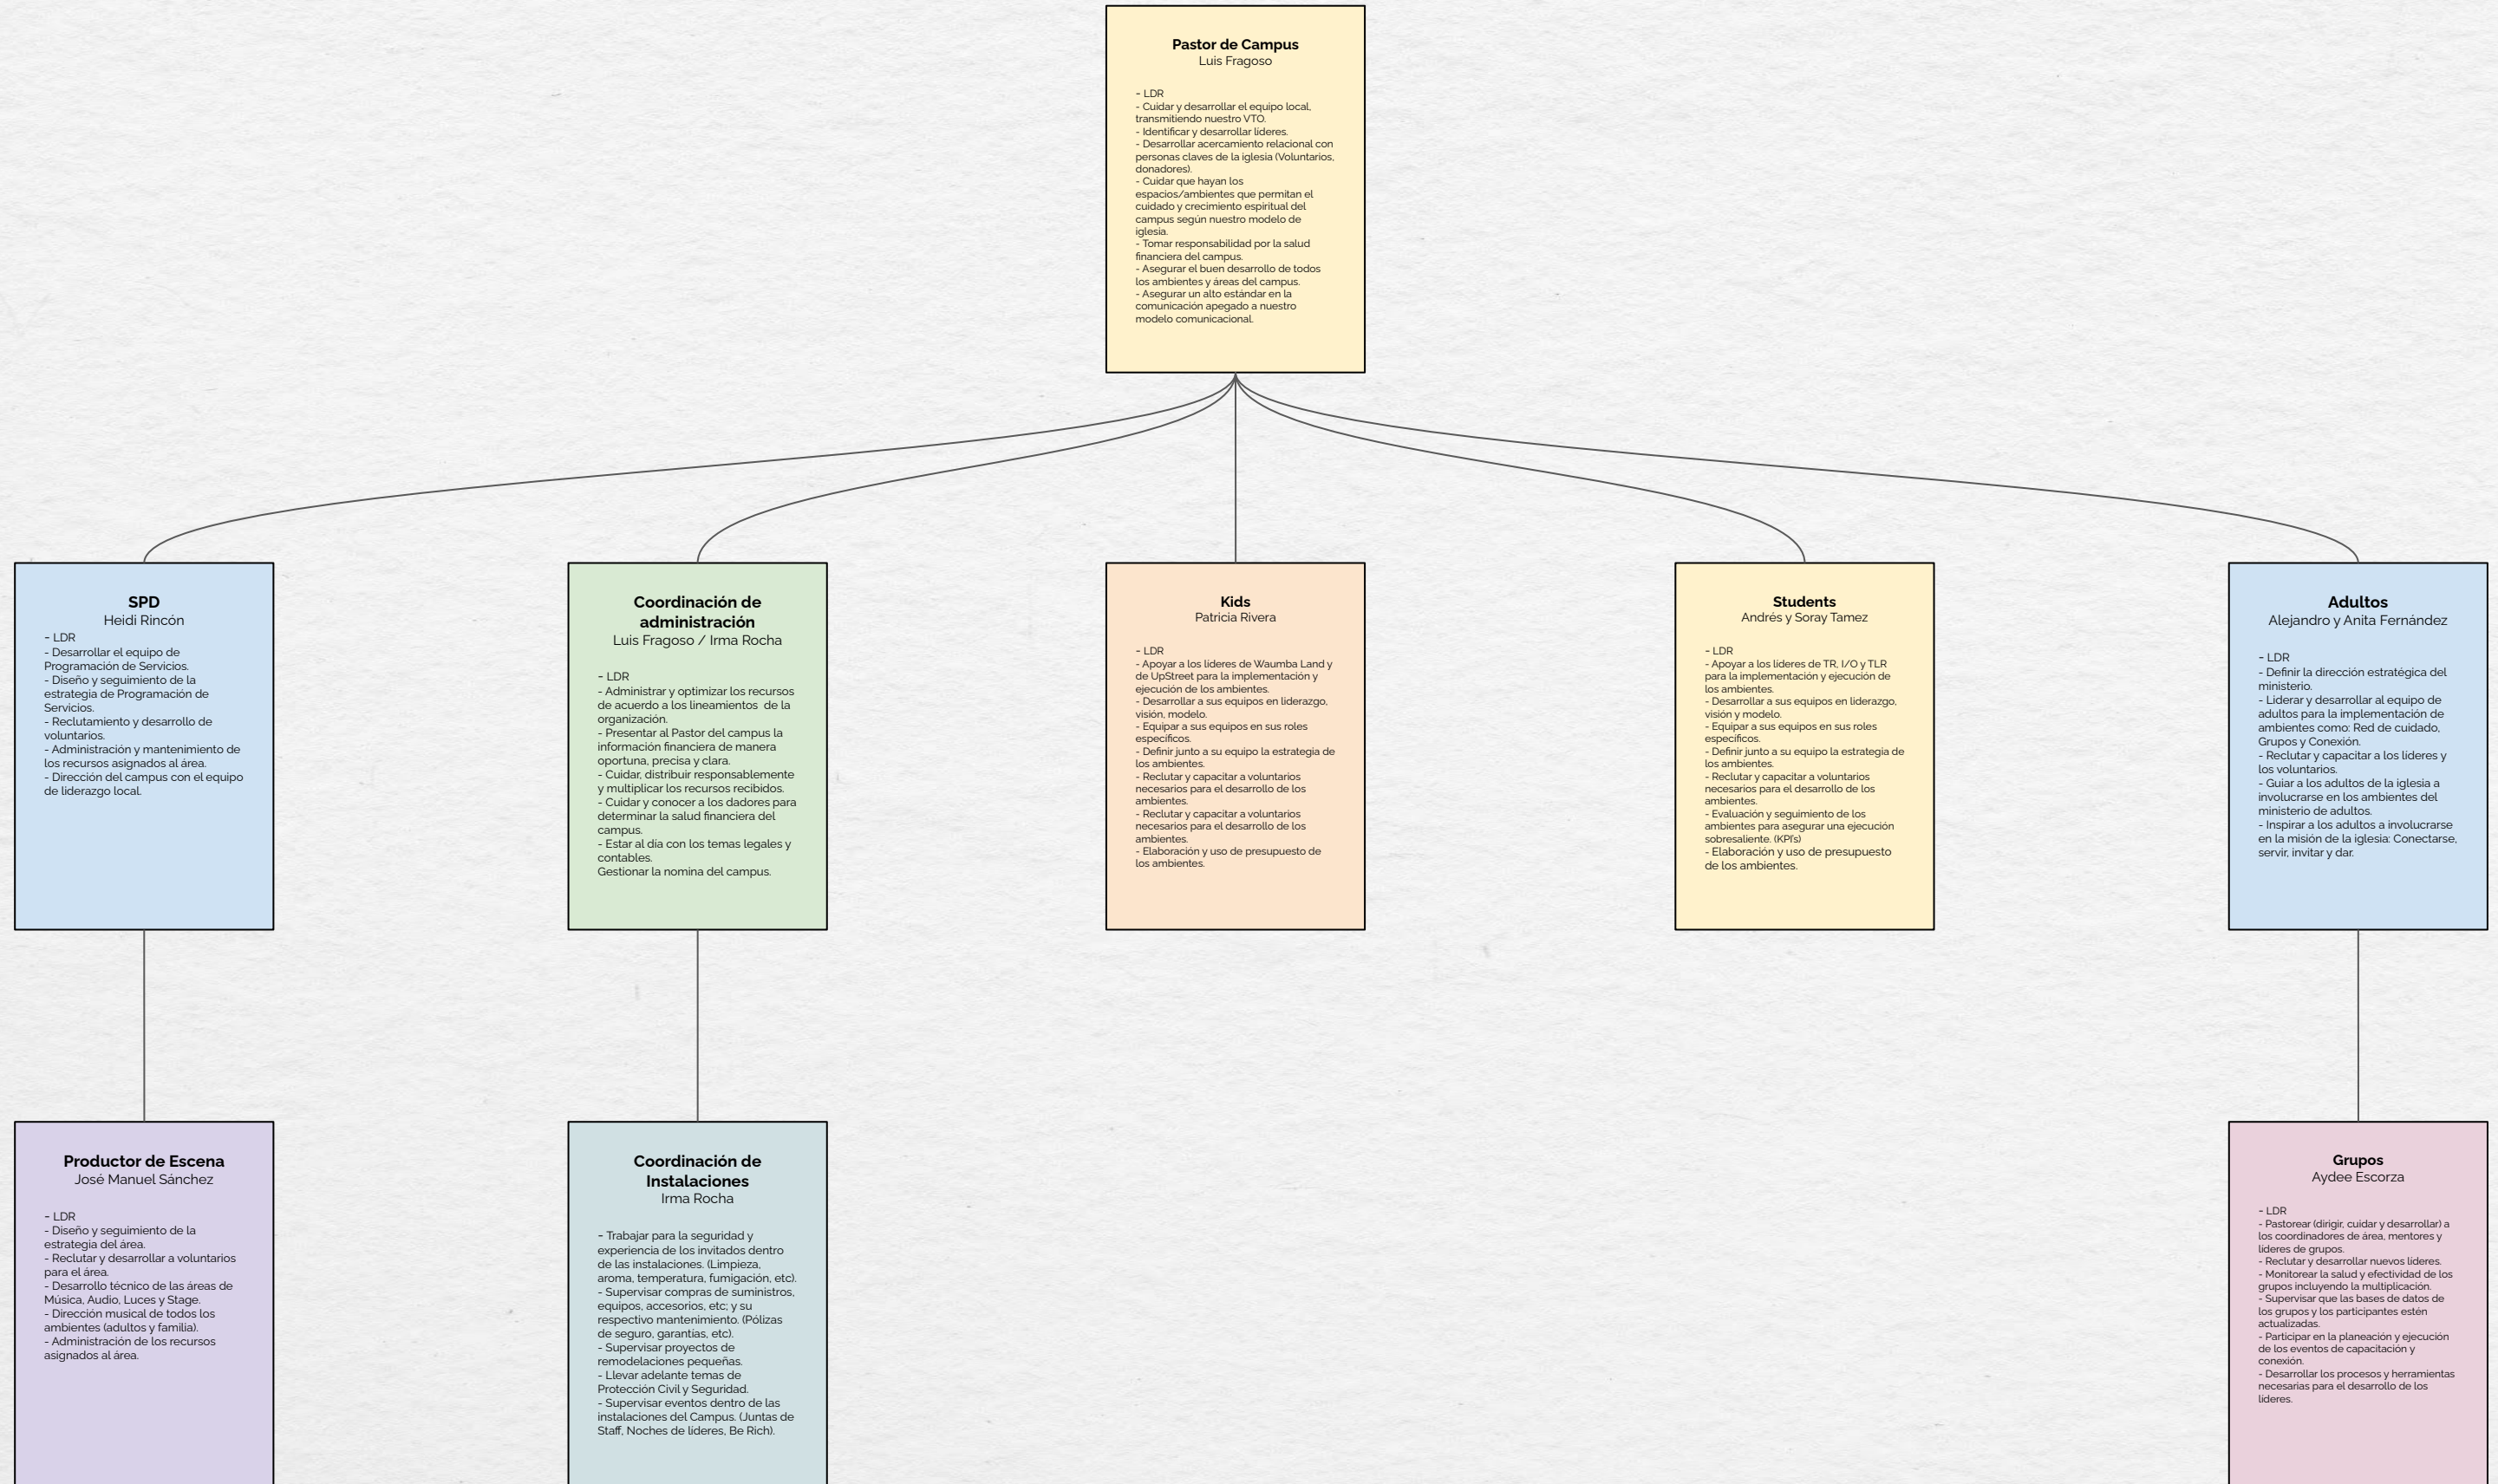 Pastor de Campus
Luis Fragoso
- LDR
- Cuidar y desarrollar el equipo local,
transmitiendo nuestro VTO.
- Identificar y desarrollar líderes.
- Desarrollar acercamiento relacional con
personas claves de la iglesia (Voluntarios,
donadores).
- Cuidar que hayan los
espacios/ambientes que permitan el
cuidado y crecimiento espiritual del
campus según nuestro modelo de
iglesia.
- Tomar responsabilidad por la salud
financiera del campus.
- Asegurar el buen desarrollo de todos
los ambientes y áreas del campus.
- Asegurar un alto estándar en la
comunicación apegado a nuestro
modelo comunicacional.
SPD
Heidi Rincón
- LDR
- Desarrollar el equipo de
Programación de Servicios.
- Diseño y seguimiento de la
estrategia de Programación de
Servicios.
- Reclutamiento y desarrollo de
voluntarios.
- Administración y mantenimiento de
los recursos asignados al área.
- Dirección del campus con el equipo
de liderazgo local.
Coordinación de
administración
Luis Fragoso / Irma Rocha
- LDR
- Administrar y optimizar los recursos
de acuerdo a los lineamientos  de la
organización.
- Presentar al Pastor del campus la
información financiera de manera
oportuna, precisa y clara.
- Cuidar, distribuir responsablemente
y multiplicar los recursos recibidos.
- Cuidar y conocer a los dadores para
determinar la salud financiera del
campus.
- Estar al día con los temas legales y
contables.
Gestionar la nomina del campus.
Kids
Patricia Rivera
- LDR
- Apoyar a los líderes de Waumba Land y
de UpStreet para la implementación y
ejecución de los ambientes.
- Desarrollar a sus equipos en liderazgo,
visión, modelo.
- Equipar a sus equipos en sus roles
específicos.
- Definir junto a su equipo la estrategia de
los ambientes.
- Reclutar y capacitar a voluntarios
necesarios para el desarrollo de los
ambientes.
- Reclutar y capacitar a voluntarios
necesarios para el desarrollo de los
ambientes.
- Elaboración y uso de presupuesto de
los ambientes.
Students
Andrés y Soray Tamez
- LDR
- Apoyar a los líderes de TR, I/O y TLR
para la implementación y ejecución de
los ambientes.
- Desarrollar a sus equipos en liderazgo,
visión y modelo.
- Equipar a sus equipos en sus roles
específicos.
- Definir junto a su equipo la estrategia de
los ambientes.
- Reclutar y capacitar a voluntarios
necesarios para el desarrollo de los
ambientes.
- Evaluación y seguimiento de los
ambientes para asegurar una ejecución
sobresaliente. (KPI's)
- Elaboración y uso de presupuesto
de los ambientes.
Adultos
Alejandro y Anita Fernández
- LDR
- Definir la dirección estratégica del
ministerio.
- Liderar y desarrollar al equipo de
adultos para la implementación de
ambientes como: Red de cuidado,
Grupos y Conexión.
- Reclutar y capacitar a los líderes y
los voluntarios.
- Guiar a los adultos de la iglesia a
involucrarse en los ambientes del
ministerio de adultos.
- Inspirar a los adultos a involucrarse
en la misión de la iglesia: Conectarse,
servir, invitar y dar.
Productor de Escena
José Manuel Sánchez
- LDR
- Diseño y seguimiento de la
estrategia del área.
- Reclutar y desarrollar a voluntarios
para el área.
- Desarrollo técnico de las áreas de
Música, Audio, Luces y Stage.
- Dirección musical de todos los
ambientes (adultos y familia).
- Administración de los recursos
asignados al área.
Coordinación de
Instalaciones
Irma Rocha
- Trabajar para la seguridad y
experiencia de los invitados dentro
de las instalaciones. (Limpieza,
aroma, temperatura, fumigación, etc).
- Supervisar compras de suministros,
equipos, accesorios, etc; y su
respectivo mantenimiento. (Pólizas
de seguro, garantías, etc).
- Supervisar proyectos de
remodelaciones pequeñas.
- Llevar adelante temas de
Protección Civil y Seguridad.
- Supervisar eventos dentro de las
instalaciones del Campus. (Juntas de
Staff, Noches de líderes, Be Rich).
Grupos
Aydee Escorza
- LDR
- Pastorear (dirigir, cuidar y desarrollar) a
los coordinadores de área, mentores y
líderes de grupos.
- Reclutar y desarrollar nuevos líderes.
- Monitorear la salud y efectividad de los
grupos incluyendo la multiplicación.
- Supervisar que las bases de datos de
los grupos y los participantes estén
actualizadas.
- Participar en la planeación y ejecución
de los eventos de capacitación y
conexión.
- Desarrollar los procesos y herramientas
necesarias para el desarrollo de los
líderes.